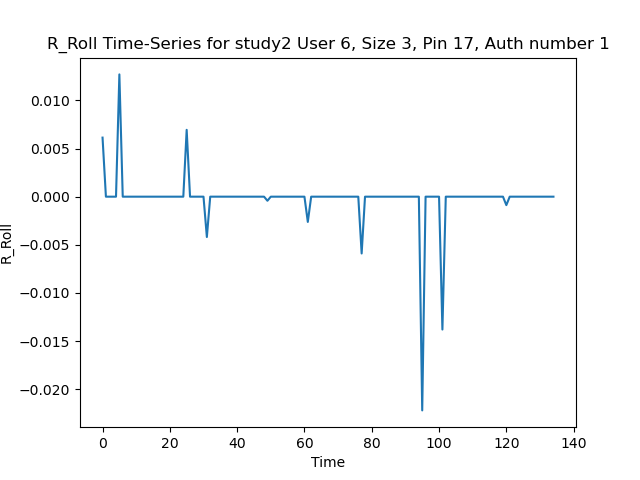 R_Roll Time-Series for study2 User 6, Size 3, Pin 17, Auth number 1
0.010
0.005
0.000
−0.005
−0.010
−0.015
−0.020
R_Roll
0 20 40 60 80 100 120 140
Time